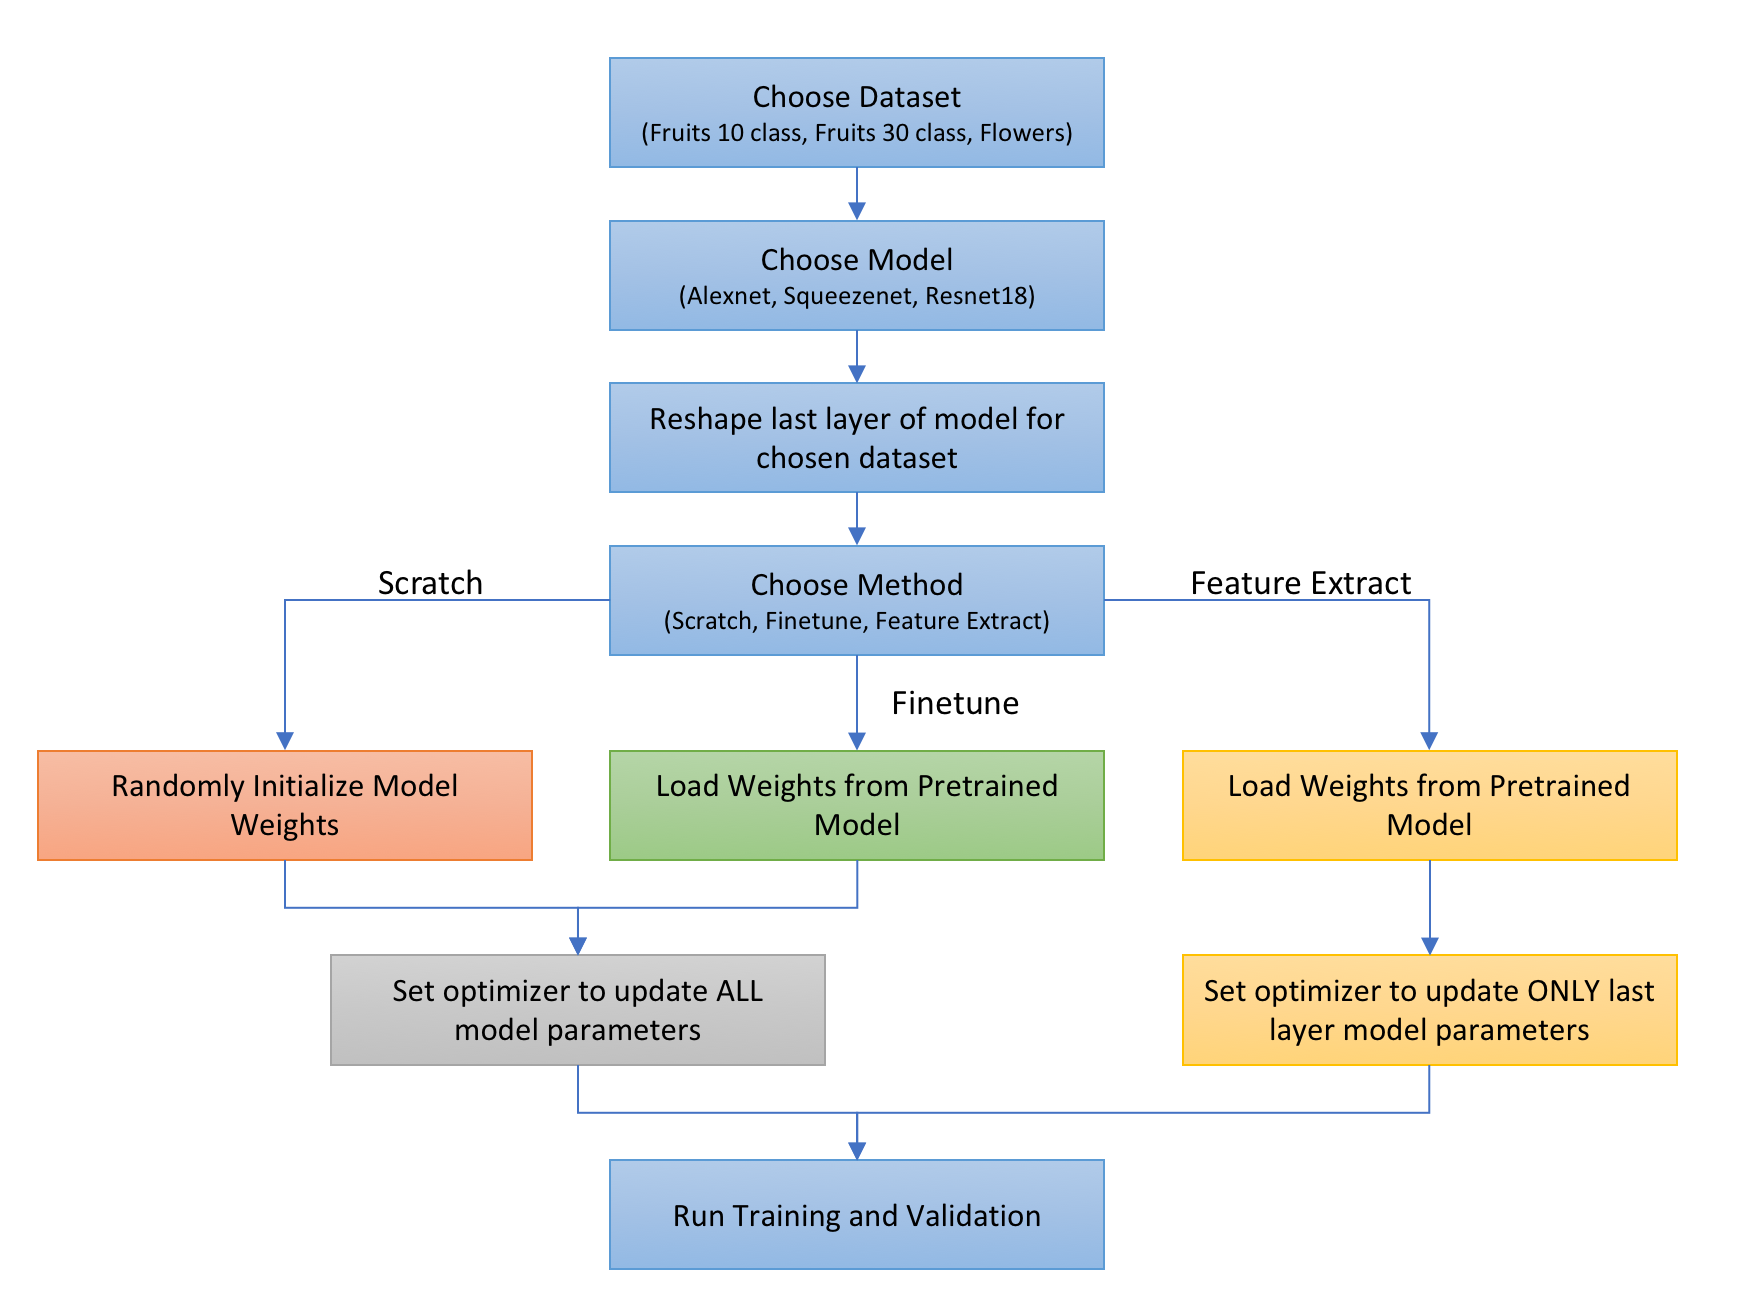 Choose Dataset
(Fruits 10 class, Fruits 30 class, Flowers)
Choose Model
(Alexnet, Squeezenet, Resnet18)
Reshape last layer of model for
chosen dataset
Scratch
Choose Method
(Scratch, Finetune, Feature Extract)
Feature Extract
Finetune
Randomly Initialize Model
Weights
Load Weights from Pretrained
Model
Load Weights from Pretrained
Model
Set optimizer to update ALL
model parameters
Set optimizer to update ONLY last
layer model parameters
Run Training and Validation